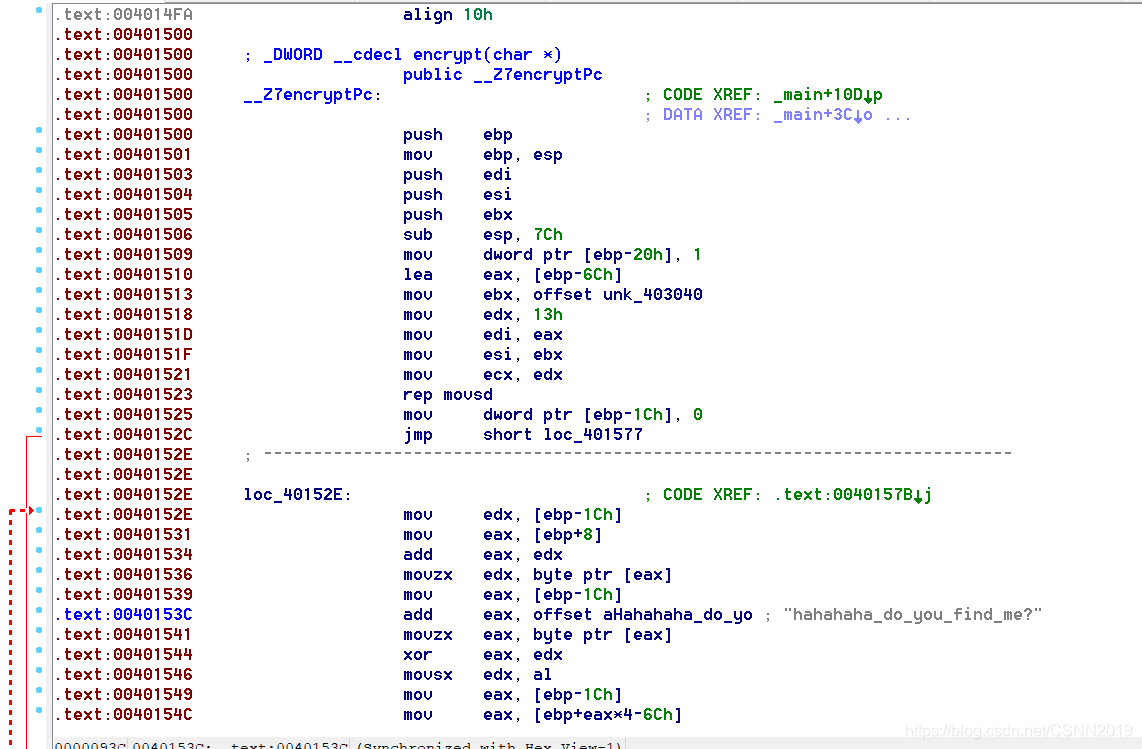 .text:004014FA align 10h
.text:00401500
.text:00401500 ; _DWORD __cdecl encrypt(char *)
.text:00401500 public __Z7encryptPc
.text:00401500 __Z7encryptPc: ; CODE XREF: _main+10D↓p
.text:00401500 ; DATA XREF: _main+3C↓o ...
.text:00401500 push ebp
.text:00401501 mov ebp, esp
.text:00401503 push edi
.text:00401504 push esi
.text:00401505 push ebx
.text:00401506 sub esp, 7Ch
.text:00401509 mov dword ptr [ebp-20h], 1
.text:00401510 lea eax, [ebp-6Ch]
.text:00401513 mov ebx, offset unk_403040
.text:00401518 mov edx, 13h
.text:0040151D mov edi, eax
.text:0040151F mov esi, ebx
.text:00401521 mov ecx, edx
.text:00401523 rep movsd
.text:00401525 mov dword ptr [ebp-1Ch], 0
.text:0040152C jmp short loc_401577
.text:0040152E ; ---------------------------------------------------------------------------
.text:0040152E
.text:0040152E loc_40152E: ; CODE XREF: .text:0040157B↓j
.text:0040152E mov edx, [ebp-1Ch]
.text:00401531 mov eax, [ebp+8]
.text:00401534 add eax, edx
.text:00401536 movzx edx, byte ptr [eax]
.text:00401539 mov eax, [ebp-1Ch]
.text:0040153C add eax, offset aHahahaha_do_yo ; "hahahaha_do_you_find_me?"
.text:00401541 movzx eax, byte ptr [eax]
.text:00401544 xor eax, edx
.text:00401546 movsx edx, al
.text:00401549 mov eax, [ebp-1Ch]
.text:0040154C mov eax, [ebp+eax*4-6Ch]
0000093C 0040153C: .text:0040153C (Synchronized with Hex View-1)
https://blog.csdn.net/CSNN2019